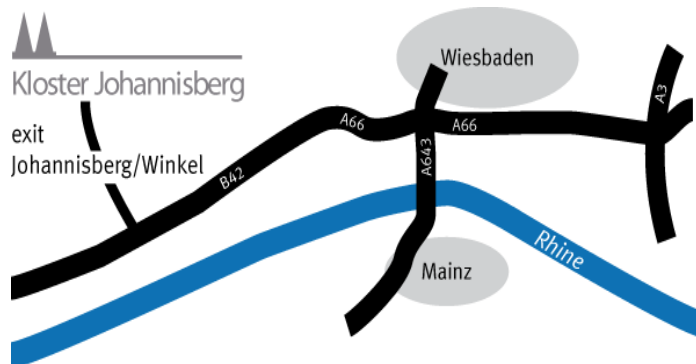 Kloster Johannisberg
exit
Johannisberg/Winkel
B42
A66
Wiesbaden
A66
A643
A3
Rhine
Mainz